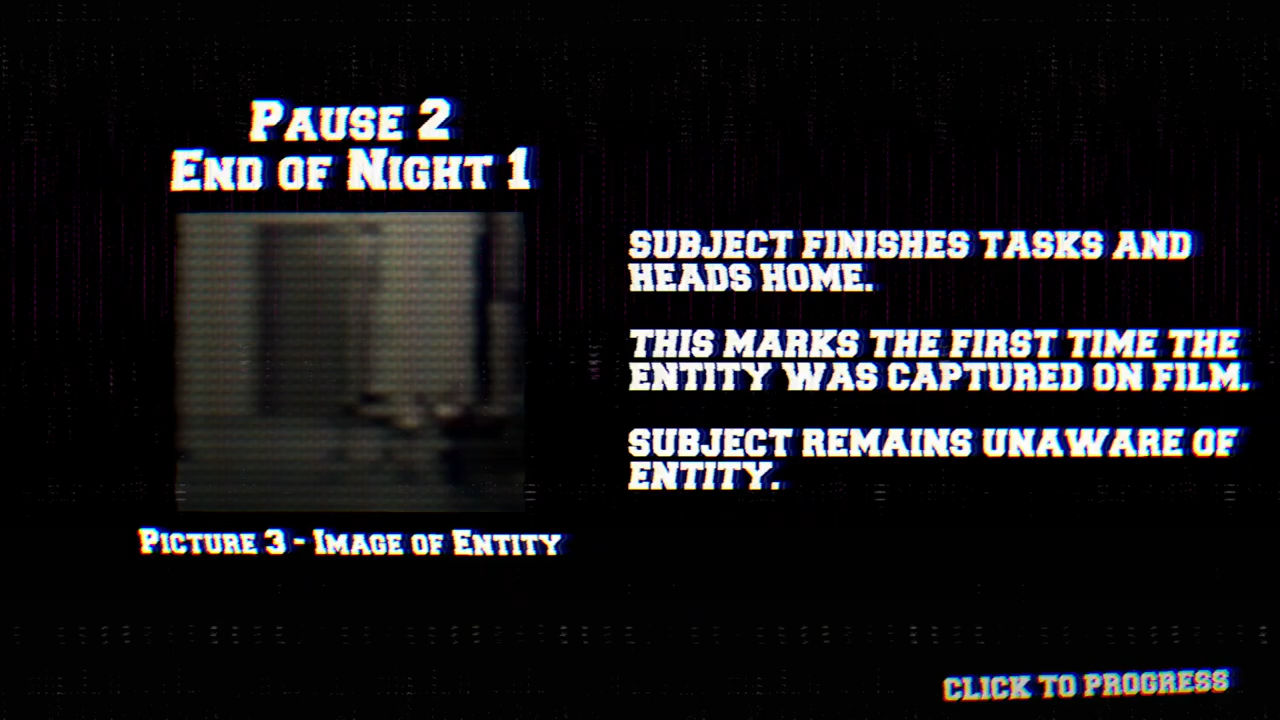 Pause 2
End of Night 1
SUBJECT FINISHES TASKS AND
HEADS HOME.
THIS MARKS THE FIRST TIME THE
ENTITY WAS CAPTURED ON FILM.
SUBJECT REMAINS UNAWARE OF
ENTITY.
Picture 3 - Image of Entity
CLICK TO PROGRESS